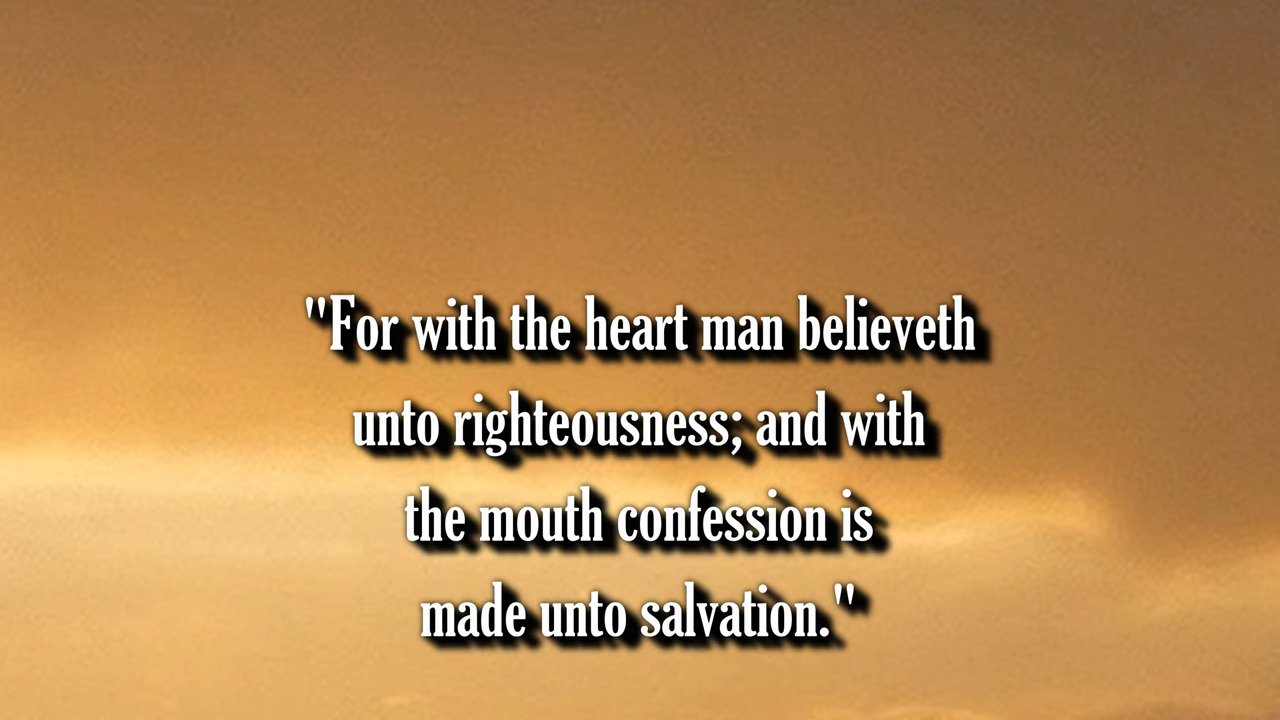 "For with the heart man believeth
unto righteousness; and with
the mouth confession is
made unto salvation."